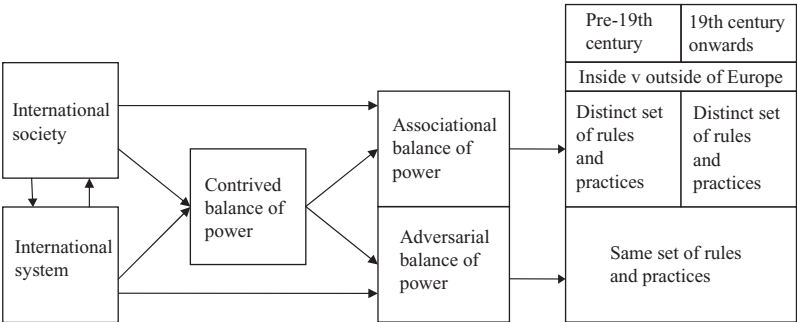 International
society
International
system
Contrived
balance of
power
Associational
balance of
power
Adversarial
balance of
power
Pre-19th
century
19th century
onwards
Inside v outside of Europe
Distinct set
of rules
and
practices
Distinct set
of rules
and
practices
Same set of rules
and practices